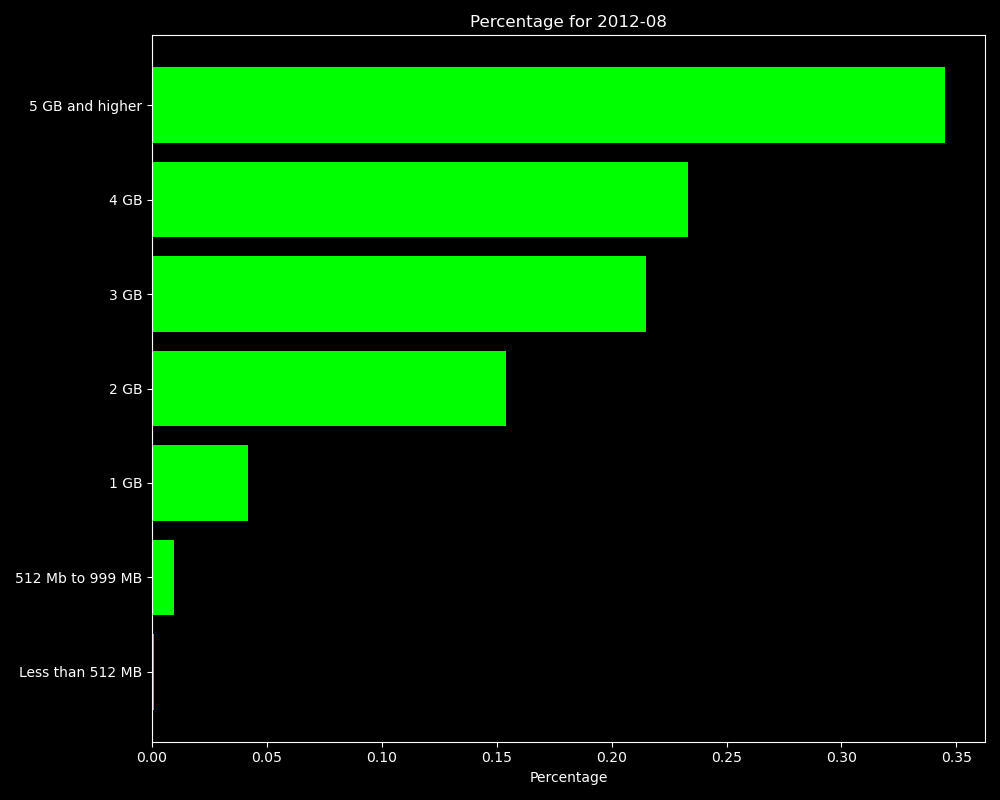 Percentage for 2012-08
5 GB and higher
4 GB
3 GB
2 GB
1 GB
512 Mb to 999 MB
Less than 512 MB
0.00 0.05 0.10 0.15 0.20 0.25 0.30 0.35
Percentage